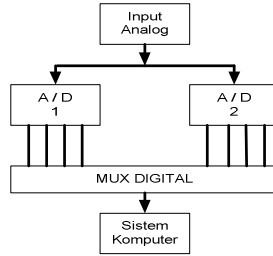 Input
Analog
A / D
1
A / D
2
MUX DIGITAL
Sistem
Komputer